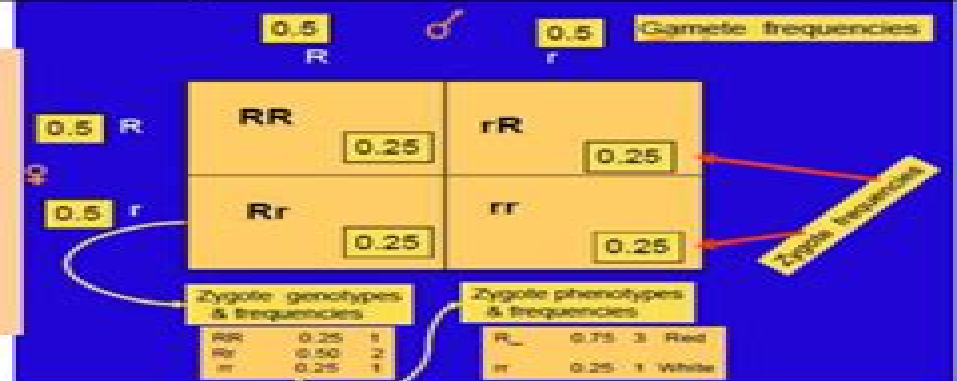 0.5 ♂ 0.5 Gamete frequencies
R r
0.5 R
RR rR
0.25 0.25
♀
0.5 r
Rr rr
0.25 0.25
Zygote frequencies
Zygote genotypes
& frequencies
RR 0.25 1
Rr 0.50 2
rr 0.25 1
Zygote phenotypes
& frequencies
R_ 0.75 3 Red
rr 0.25 1 White